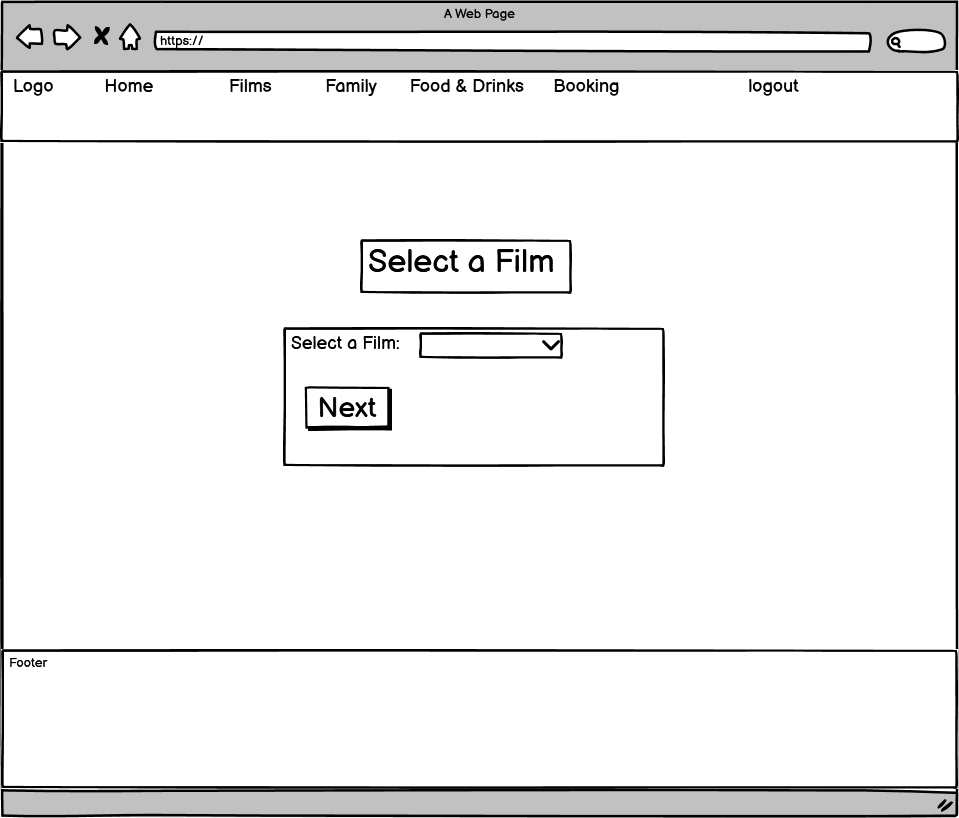 A Web Page
https://
Logo Home Films Family Food & Drinks Booking logout
Select a Film
Select a Film:
Next
Footer